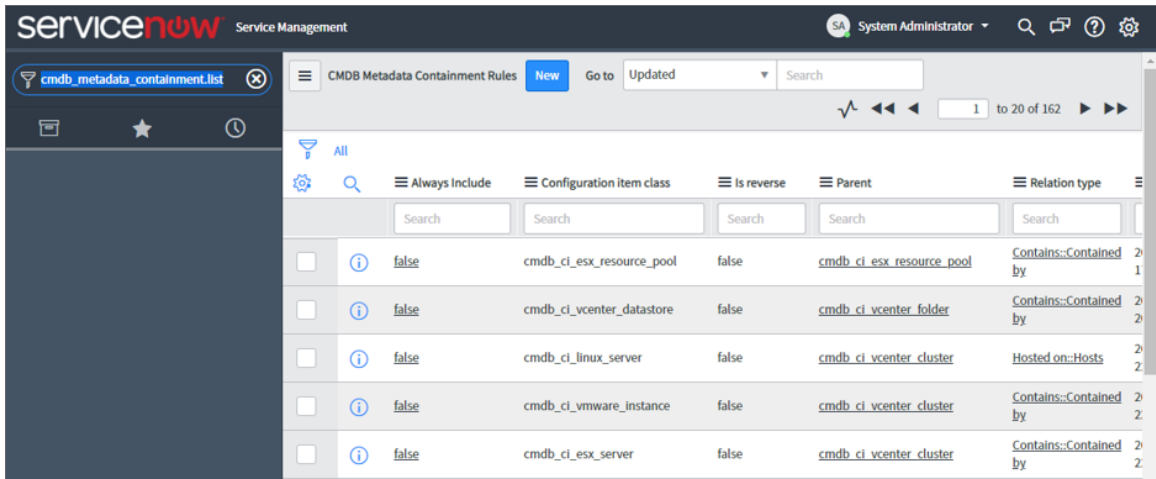 servicenow Service Management
SA System Administrator
cmdb_metadata_containment.list
CMDB Metadata Containment Rules New Go to Updated Search
1 to 20 of 162
All
Always Include Configuration item class Is reverse Parent Relation type
Search Search Search Search Search
false cmdb_ci_esx_resource_pool false cmdb_ci_esx_resource_pool Contains::Contained
by
false cmdb_ci_vcenter_datastore false cmdb_ci_vcenter_folder Contains::Contained
by
false cmdb_ci_linux_server false cmdb_ci_vcenter_cluster Hosted on::Hosts
false cmdb_ci_vmware_instance false cmdb_ci_vcenter_cluster Contains::Contained
by
false cmdb_ci_esx_server false cmdb_ci_vcenter_cluster Contains::Contained
by